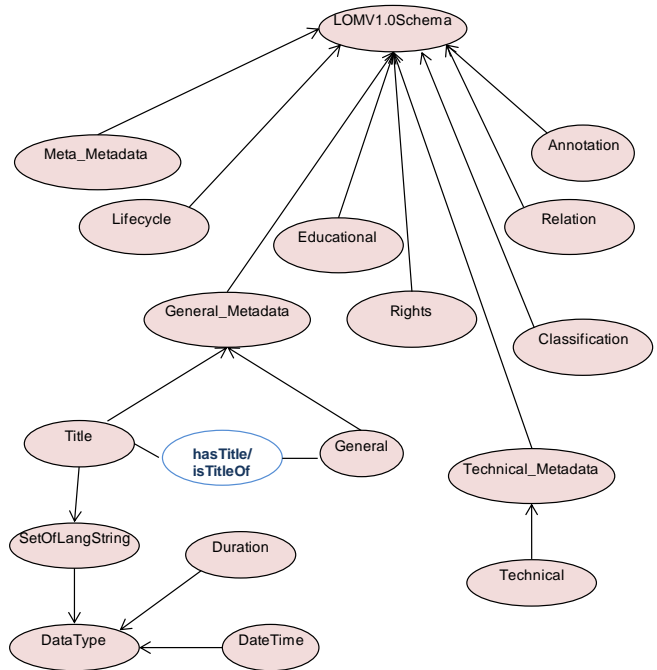 LOMV1.0Schema
Meta_Metadata
Annotation
Lifecycle
Educational
Relation
General_Metadata
Rights
Classification
Title
hasTitle/
isTitleOf
General
Technical_Metadata
SetOfLangString
Duration
Technical
DataType
DateTime